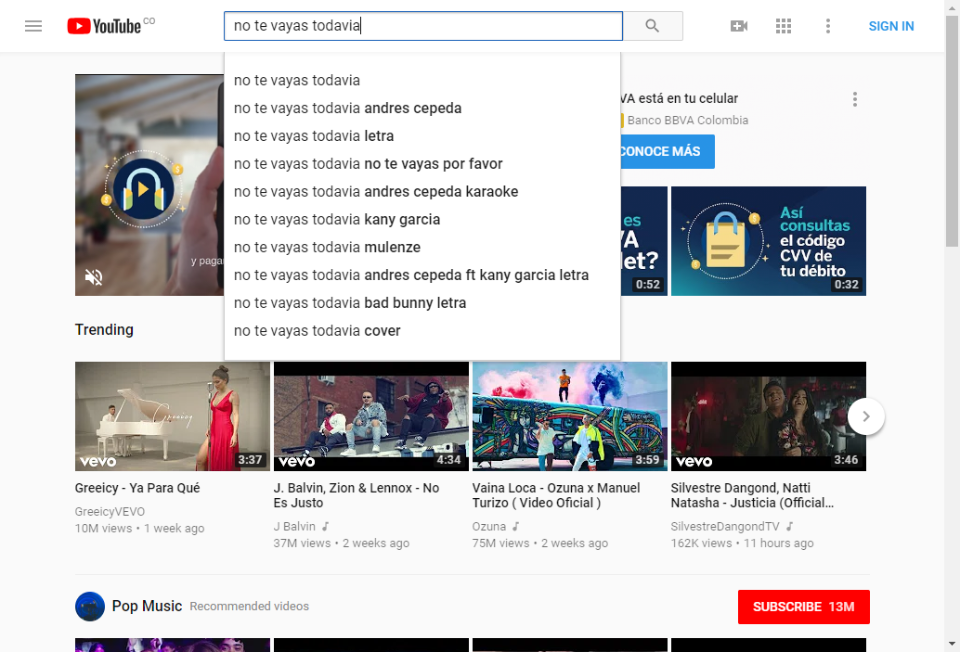 YouTube CO
no te vayas todavia
SIGN IN
no te vayas todavia
no te vayas todavia andres cepeda
no te vayas todavia letra
no te vayas todavia no te vayas por favor
no te vayas todavia andres cepeda karaoke
no te vayas todavia kany garcia
no te vayas todavia mulenze
no te vayas todavia andres cepeda ft kany garcia letra
no te vayas todavia bad bunny letra
no te vayas todavia cover
VA está en tu celular
Banco BBVA Colombia
CONOCE MÁS
y pagar
es
VA
et?
0:52
Así
consultas
el código
CVV de
tu débito
0:32
Trending
vevo
3:37
vevo
4:34
3:59
vevo
3:46
Greeicy - Ya Para Qué
GreeicyVEVO
10M views • 1 week ago
J. Balvin, Zion & Lennox - No
Es Justo
J Balvin
37M views • 2 weeks ago
Vaina Loca - Ozuna x Manuel
Turizo ( Video Oficial )
Ozuna
75M views • 2 weeks ago
Silvestre Dangond, Natti
Natasha - Justicia (Official...
SilvestreDangondTV
162K views • 11 hours ago
Pop Music Recommended videos
SUBSCRIBE 13M